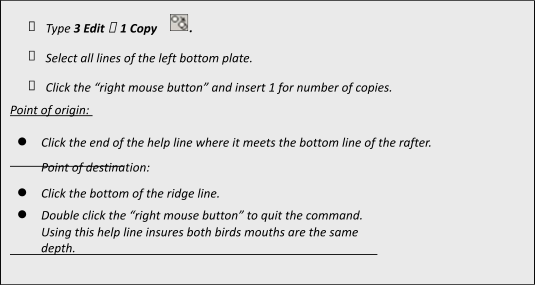 ▯ Type 3 Edit ▯ 1 Copy .
▯ Select all lines of the left bottom plate.
▯ Click the “right mouse button” and insert 1 for number of copies.
Point of origin:
● Click the end of the help line where it meets the bottom line of the rafter.
Point of destination:
● Click the bottom of the ridge line.
● Double click the “right mouse button” to quit the command.
Using this help line insures both birds mouths are the same
depth.